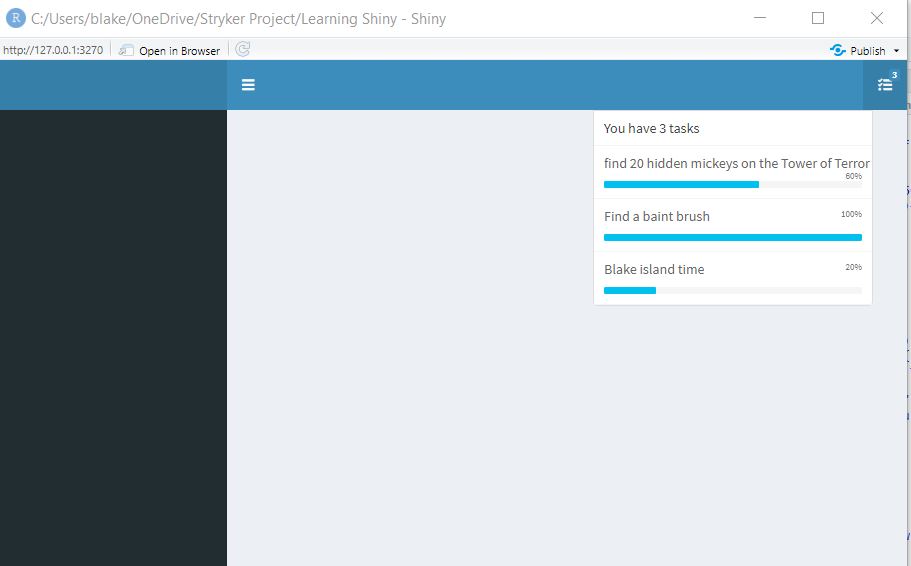 R C:/Users/blake/OneDrive/Stryker Project/Learning Shiny - Shiny
http://127.0.0.1:3270 Open in Browser Publish
3
You have 3 tasks
find 20 hidden mickeys on the Tower of Terror
60%
Find a baint brush 100%
Blake island time 20%